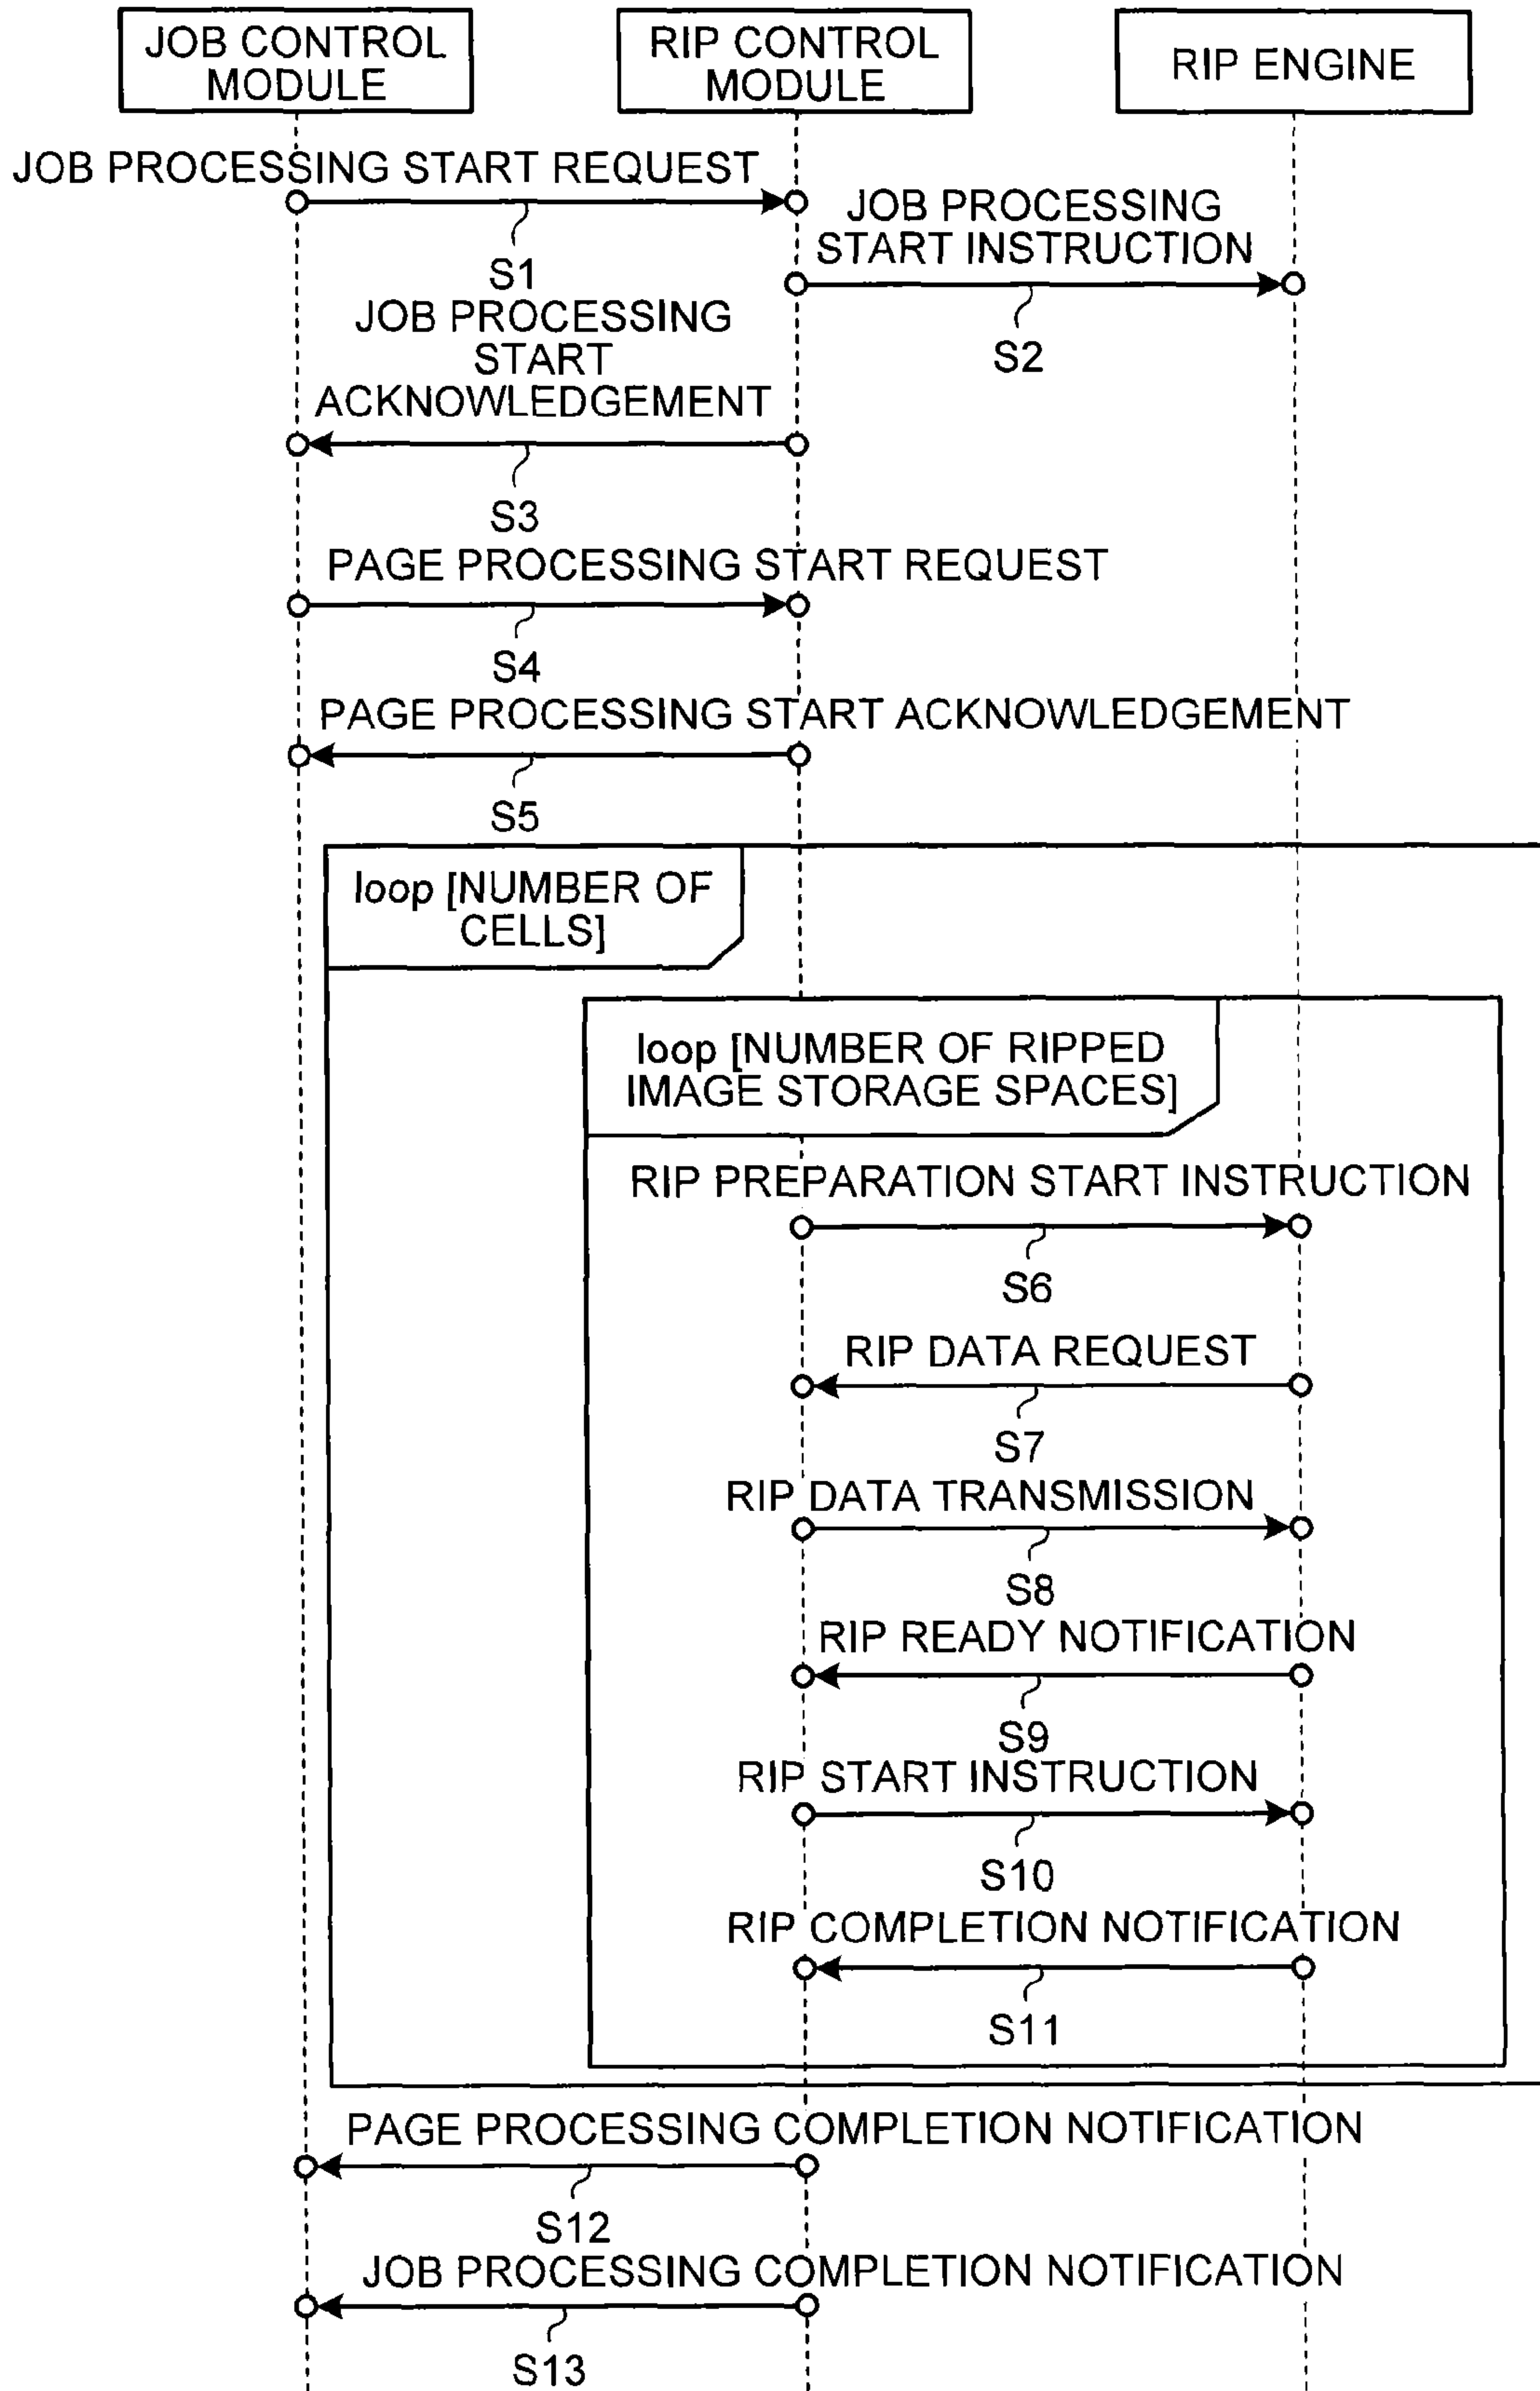 JOB CONTROL
MODULE
RIP CONTROL
MODULE
RIP ENGINE
JOB PROCESSING START REQUEST
S1
JOB PROCESSING
START INSTRUCTION
S2
JOB PROCESSING
START
ACKNOWLEDGEMENT
S3
PAGE PROCESSING START REQUEST
S4
PAGE PROCESSING START ACKNOWLEDGEMENT
S5
loop [NUMBER OF
CELLS]
loop [NUMBER OF RIPPED
IMAGE STORAGE SPACES]
RIP PREPARATION START INSTRUCTION
S6
RIP DATA REQUEST
S7
RIP DATA TRANSMISSION
S8
RIP READY NOTIFICATION
S9
RIP START INSTRUCTION
S10
RIP COMPLETION NOTIFICATION
S11
PAGE PROCESSING COMPLETION NOTIFICATION
S12
JOB PROCESSING COMPLETION NOTIFICATION
S13